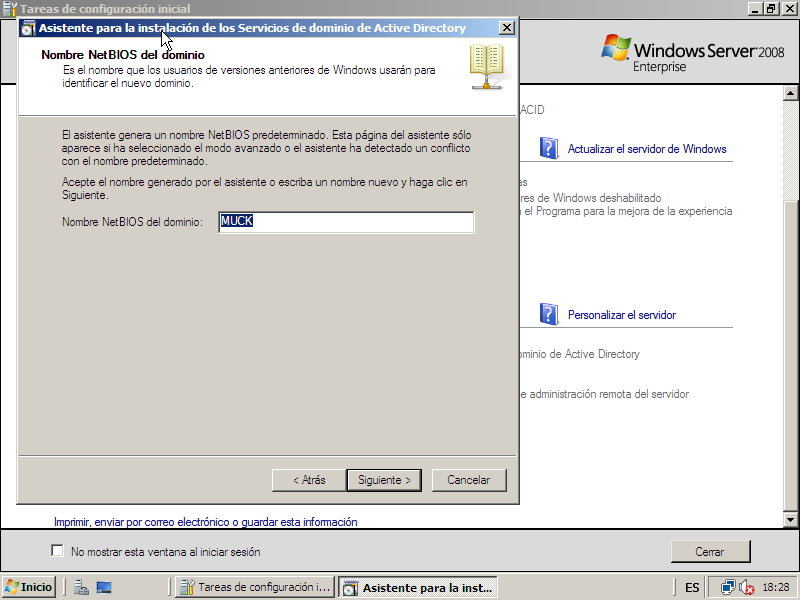 Tareas de configuración inicial
Asistente para la instalación de los Servicios de dominio de Active Directory
Nombre NetBIOS del dominio
Es el nombre que los usuarios de versiones anteriores de Windows usarán para
identificar el nuevo dominio.
Windows Server 2008
Enterprise
El asistente genera un nombre NetBIOS predeterminado. Esta página del asistente sólo
aparece si ha seleccionado el modo avanzado o el asistente ha detectado un conflicto
con el nombre predeterminado.
Acepte el nombre generado por el asistente o escriba un nombre nuevo y haga clic en
Siguiente.
Nombre NetBIOS del dominio: MUCK
< Atrás Siguiente > Cancelar
ACID
Actualizar el servidor de Windows
as
res de Windows deshabilitado
el Programa para la mejora de la experiencia
Personalizar el servidor
ominio de Active Directory
e administración remota del servidor
Imprimir, enviar por correo electrónico o guardar esta información
No mostrar esta ventana al iniciar sesión
Cerrar
Inicio Tareas de configuración i... Asistente para la inst... ES 18:28